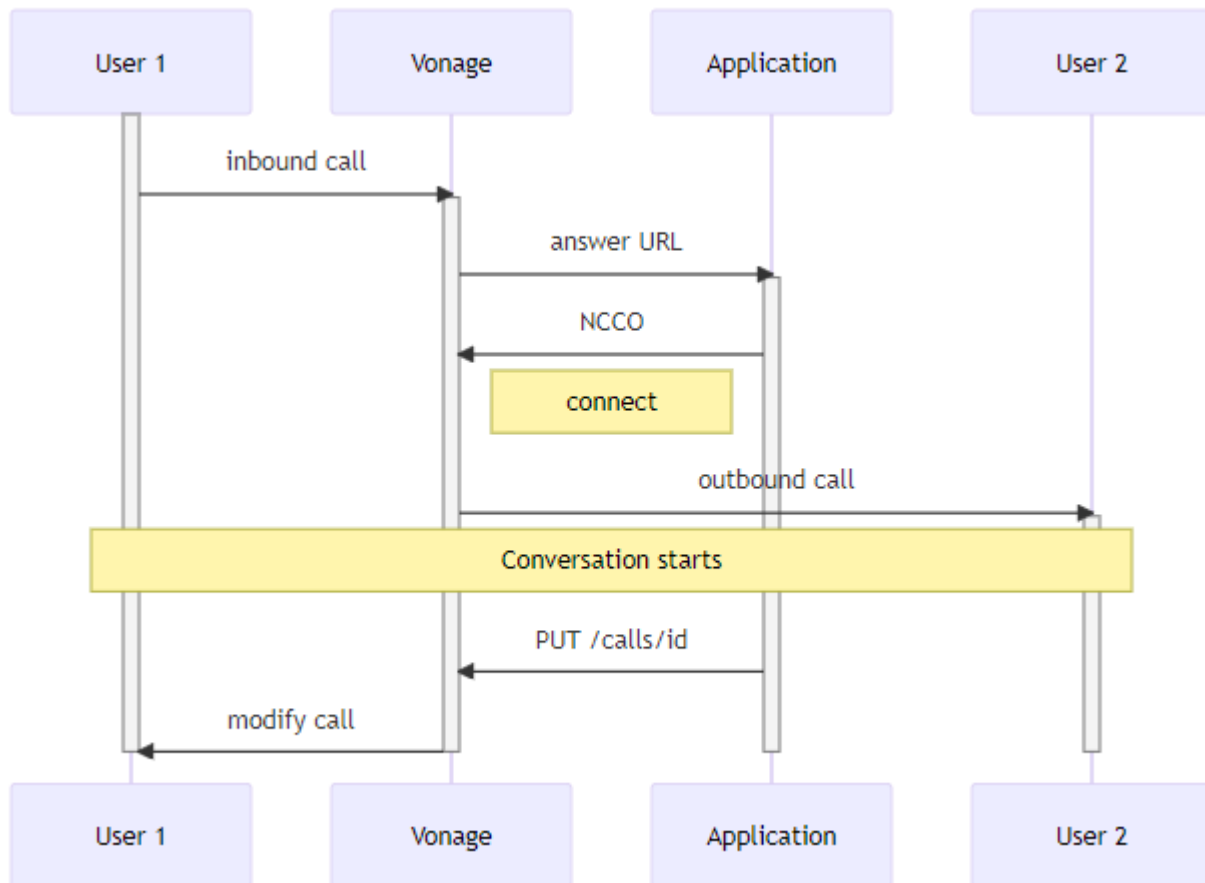 User 1
Vonage
Application
User 2
inbound call
answer URL
NCCO
connect
outbound call
Conversation starts
PUT /calls/id
modify call
User 1
Vonage
Application
User 2